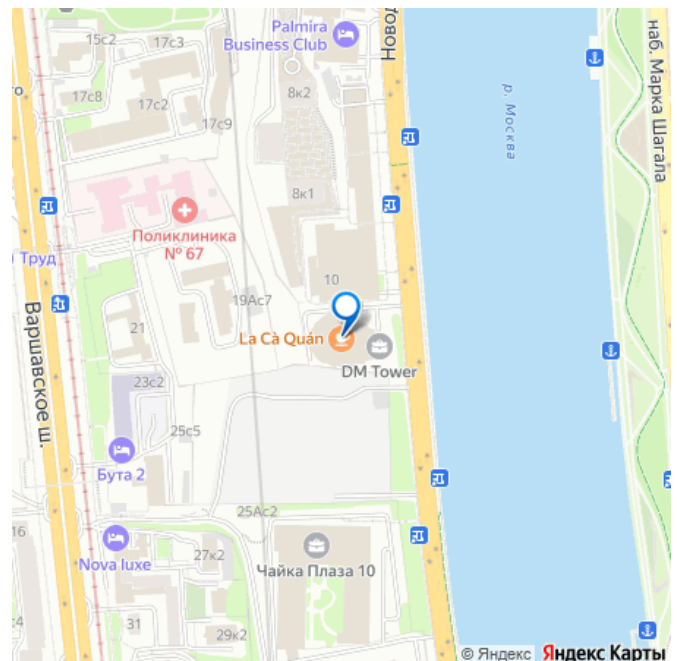 15с2
17с3
Palmira
Business Club
Новод
наб. Марка Шагала
ого
17с8
17с2
17с9
8к2
р. Москва
8к1
Поликлиника
№ 67
Труд
10
19Ас7
21
La Cà Quán
DM Tower
Варшавское ш.
23с2
25с5
Бута 2
25Ас2
16
Nova luxe
27к2
Чайка Плаза 10
31
29к2
© Яндекс Яндекс Карты